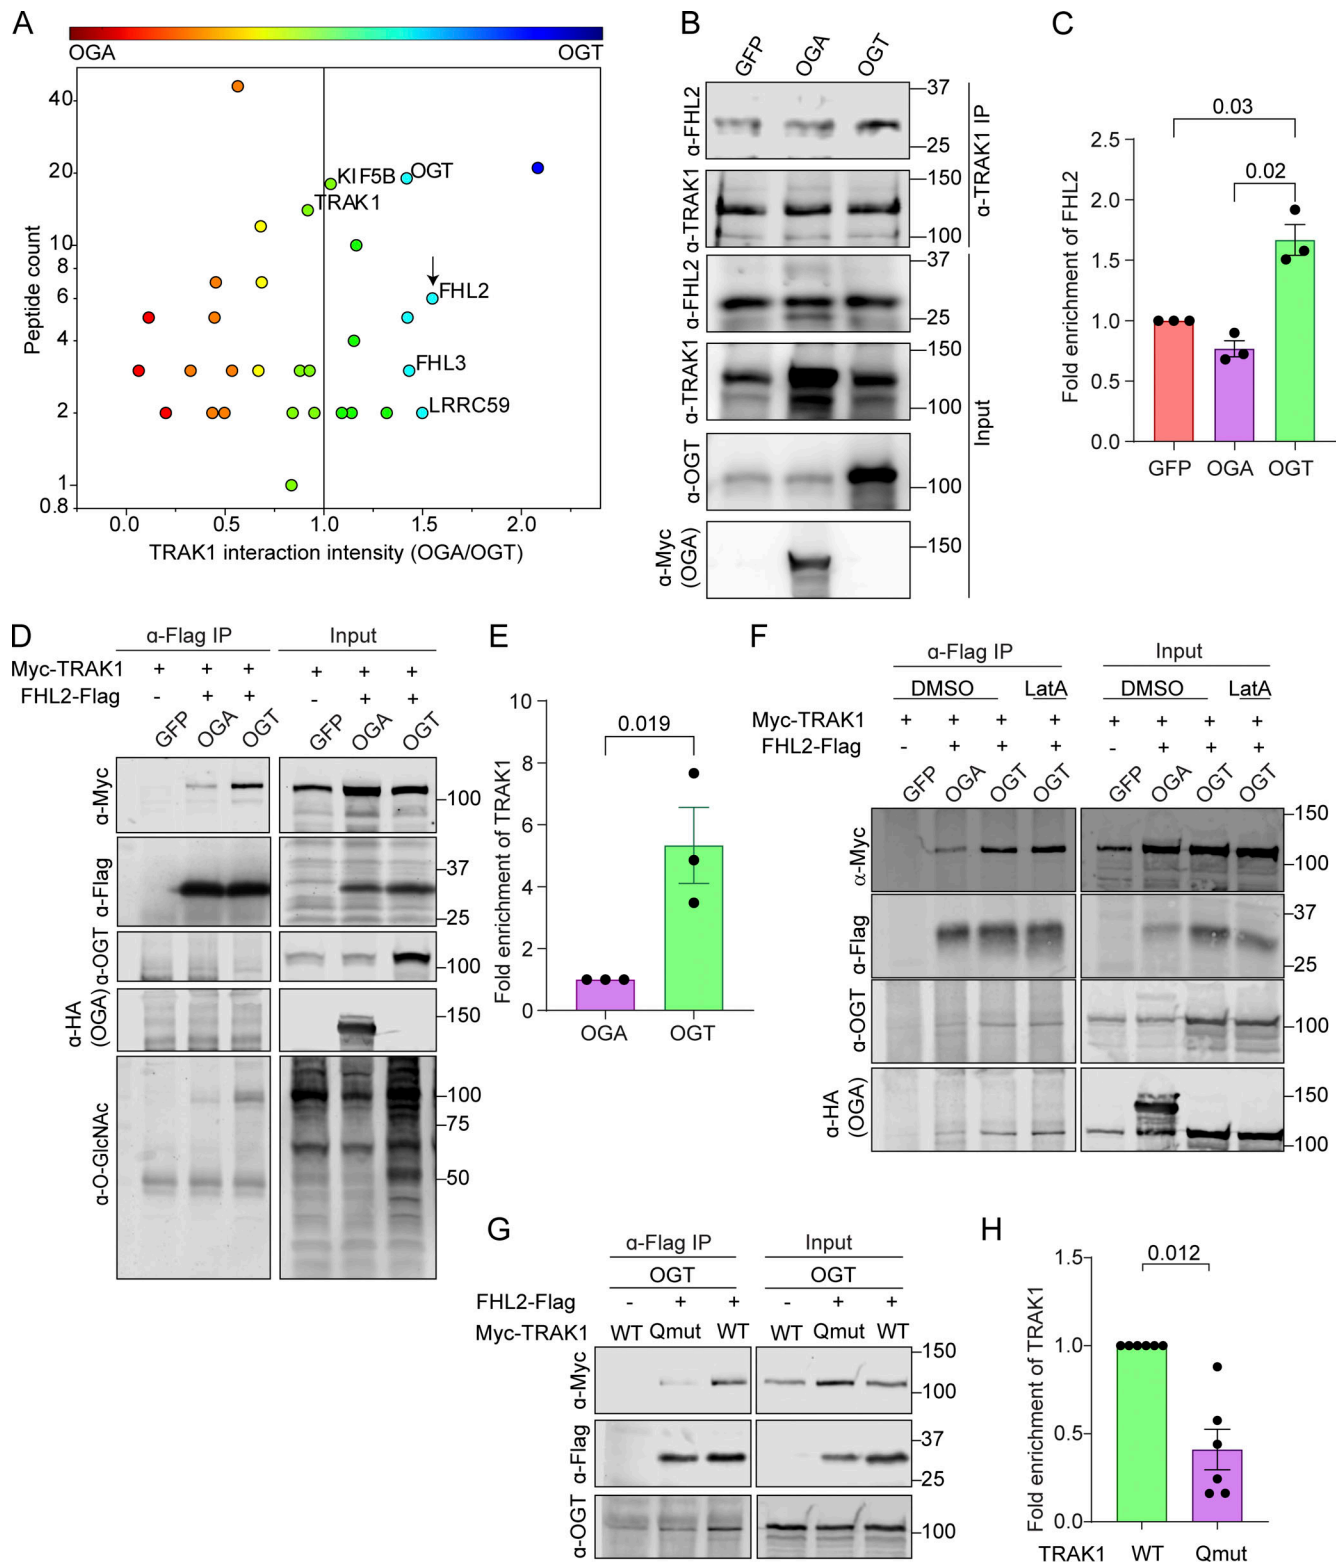 A
OGA
OGT
40
20
10
8
6
4
2
1
0.8
Peptide count
KIF5B
OGT
TRAK1
FHL2
FHL3
LRRC59
0.0
0.5
1.0
1.5
2.0
TRAK1 interaction intensity (OGA/OGT)
B
GFP
OGA
OGT
α-FHL2
37
25
α-TRAK1
150
100
α-TRAK1 IP
α-FHL2
37
25
α-TRAK1
150
100
α-OGT
100
α-Myc
(OGA)
150
Input
C
0.03
0.02
2.5
2.0
1.5
1.0
0.5
0.0
Fold enrichment of FHL2
GFP
OGA
OGT
D
α-Flag IP
Input
Myc-TRAK1 + + + + + +
FHL2-Flag - + + - + +
GFP OGA OGT GFP OGA OGT
α-Myc
100
α-Flag
37
25
α-OGT
100
α-HA
(OGA)
150
α-O-GlcNAc
100
75
50
E
0.019
10
8
6
4
2
0
Fold enrichment of TRAK1
OGA
OGT
F
α-Flag IP
Input
DMSO LatA DMSO LatA
Myc-TRAK1 + + + + + + + +
FHL2-Flag - + + + - + + +
GFP OGA OGT OGT GFP OGA OGT OGT
α-Myc
150
100
α-Flag
37
25
α-OGT
100
α-HA
(OGA)
150
100
G
α-Flag IP
Input
OGT
OGT
FHL2-Flag - + + - + +
Myc-TRAK1 WT Qmut WT WT Qmut WT
α-Myc
150
100
α-Flag
37
25
α-OGT
100
H
0.012
1.5
1.0
0.5
0.0
Fold enrichment of TRAK1
TRAK1 WT Qmut